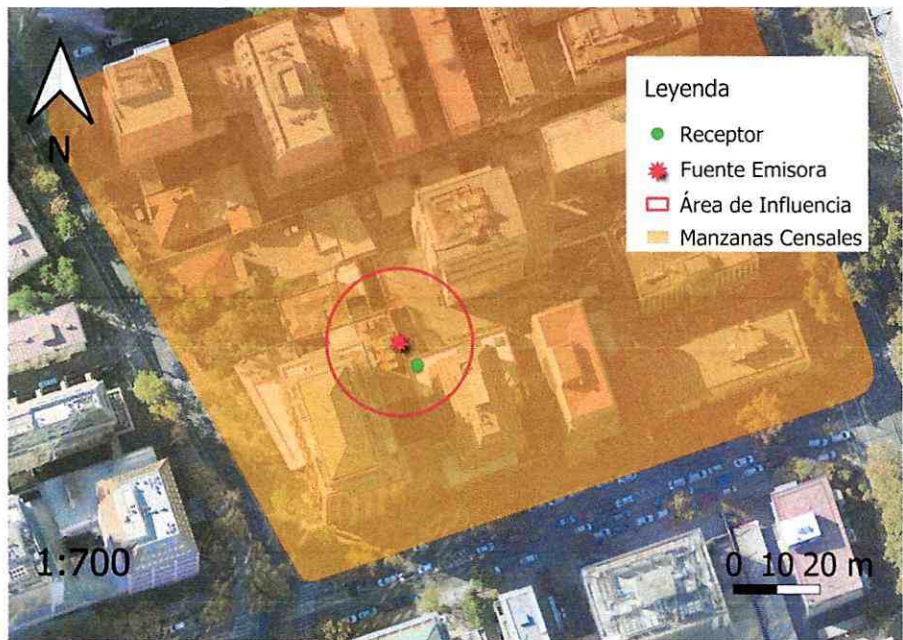 N
Leyenda
Receptor
Fuente Emisora
Área de Influencia
Manzanas Censales
1:700
0 10 20 m